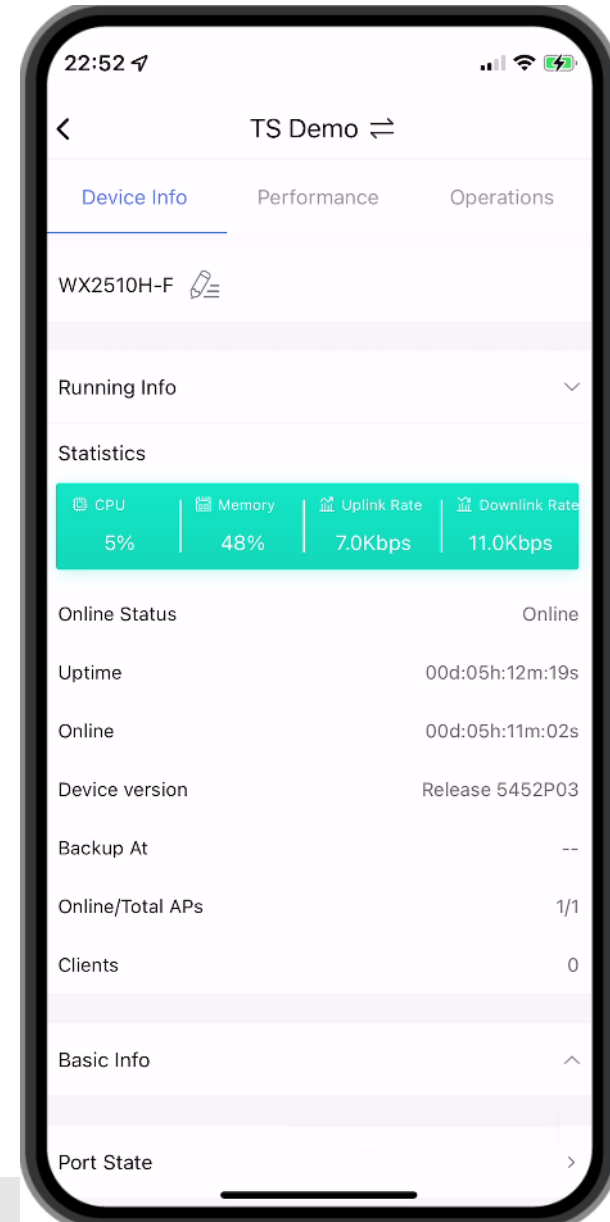 22:52
TS Demo
Device Info Performance Operations
WX2510H-F
Running Info
Statistics
CPU Memory Uplink Rate Downlink Rate
5% 48% 7.0Kbps 11.0Kbps
Online Status Online
Uptime 00d:05h:12m:19s
Online 00d:05h:11m:02s
Device version Release 5452P03
Backup At --
Online/Total APs 1/1
Clients 0
Basic Info
Port State